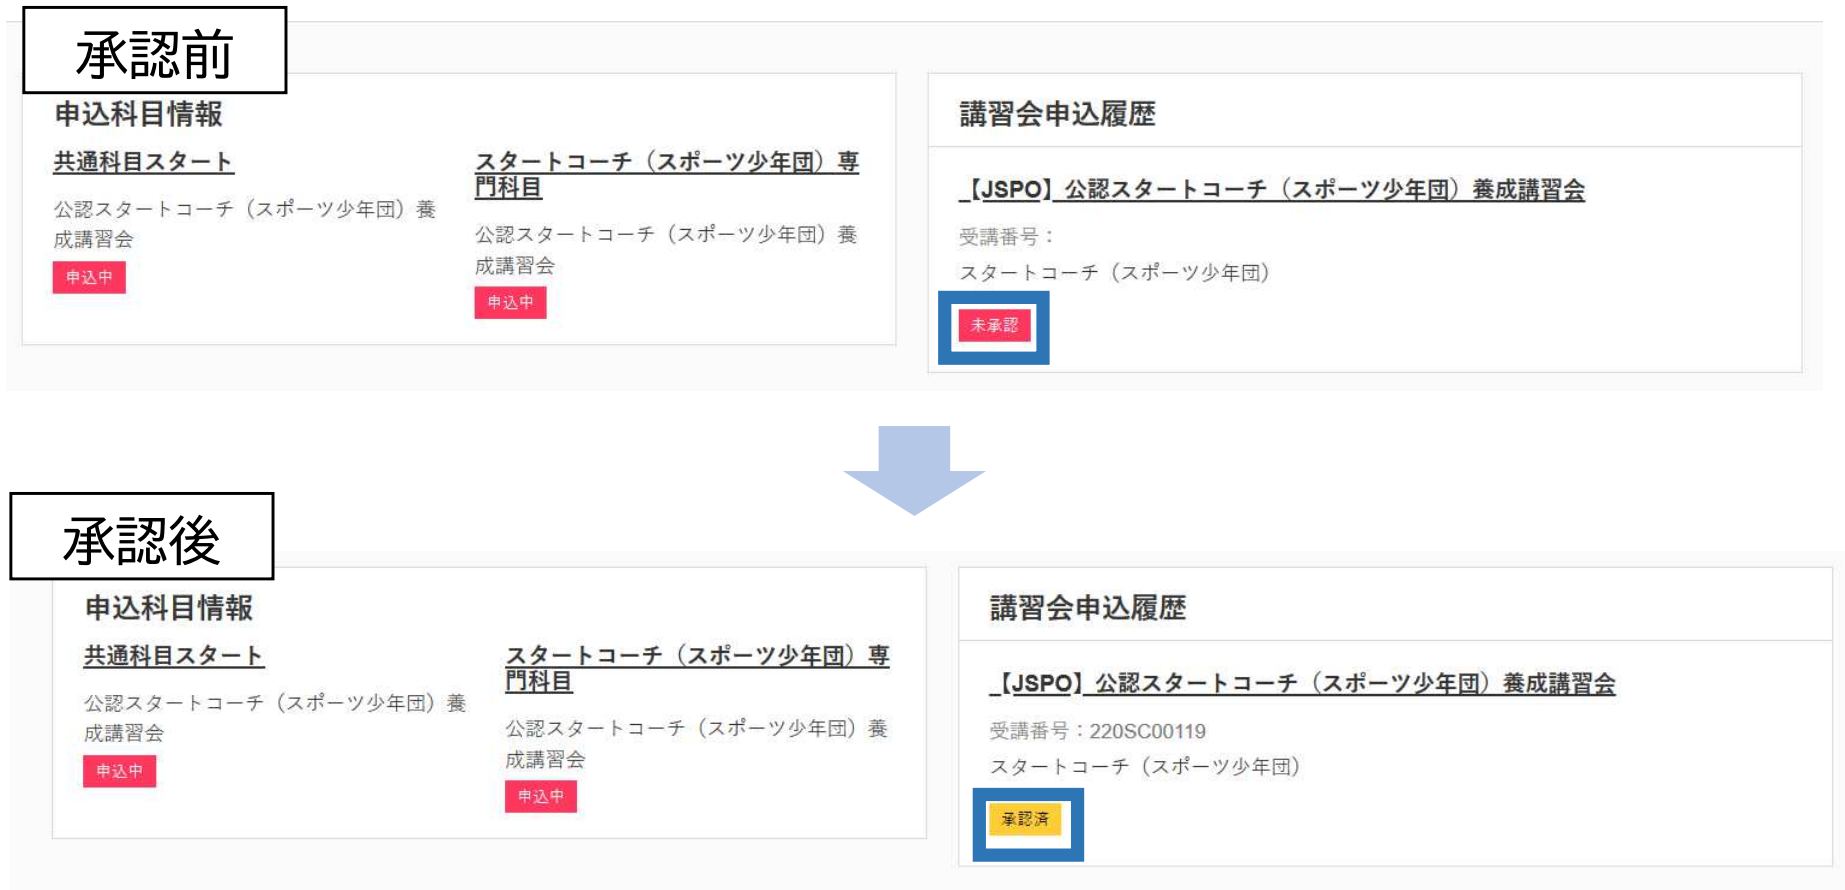 承認前
申込科目情報
共通科目スタート
公認スタートコーチ（スポーツ少年団）養
成講習会
申込中
スタートコーチ（スポーツ少年団）専
門科目
公認スタートコーチ（スポーツ少年団）養
成講習会
申込中
講習会申込履歴
【JSPO】公認スタートコーチ（スポーツ少年団）養成講習会
受講番号：
スタートコーチ（スポーツ少年団）
未承認
承認後
申込科目情報
共通科目スタート
公認スタートコーチ（スポーツ少年団）養
成講習会
申込中
スタートコーチ（スポーツ少年団）専
門科目
公認スタートコーチ（スポーツ少年団）養
成講習会
申込中
講習会申込履歴
【JSPO】公認スタートコーチ（スポーツ少年団）養成講習会
受講番号：220SC00119
スタートコーチ（スポーツ少年団）
承認済